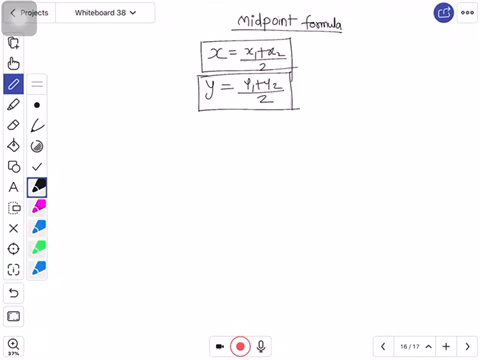 Projects Whiteboard 38
midpoint formula
x = x₁+x₂/2
y = y₁+y₂/2
A
37%
16 / 17